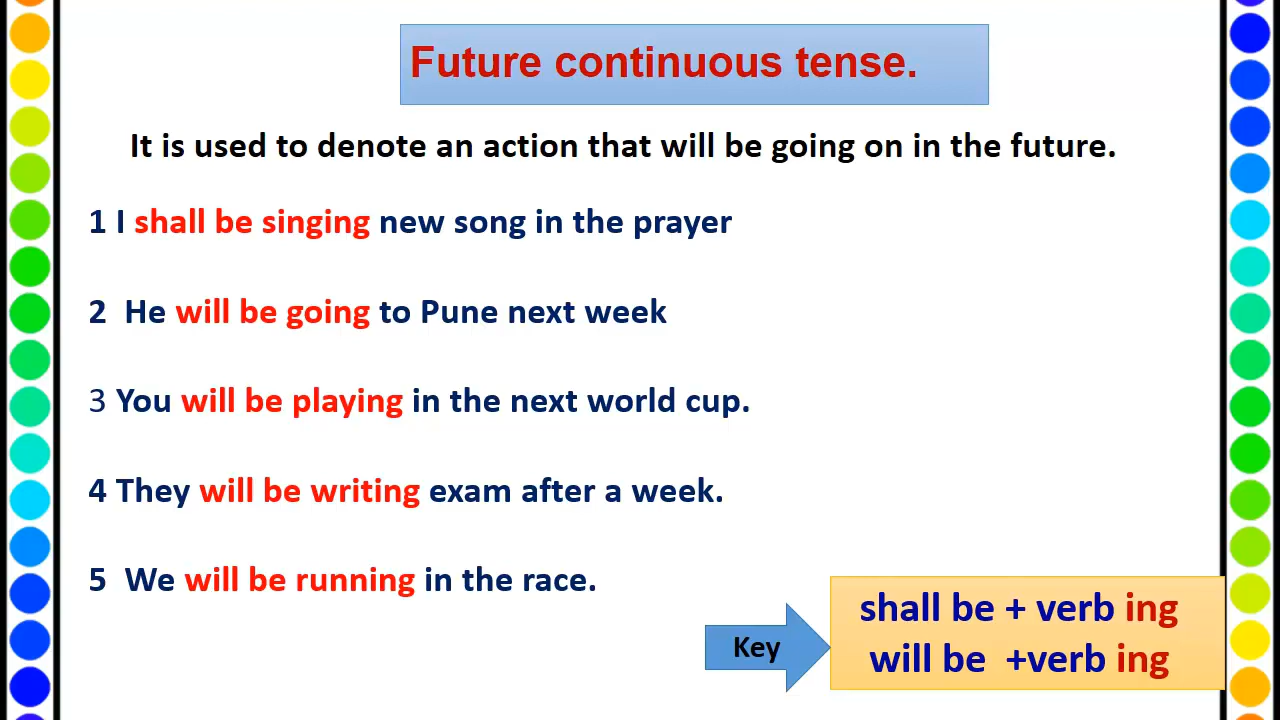 Future continuous tense.
It is used to denote an action that will be going on in the future.
1 I shall be singing new song in the prayer
2 He will be going to Pune next week
3 You will be playing in the next world cup.
4 They will be writing exam after a week.
5 We will be running in the race.
Key
shall be + verb ing
will be +verb ing